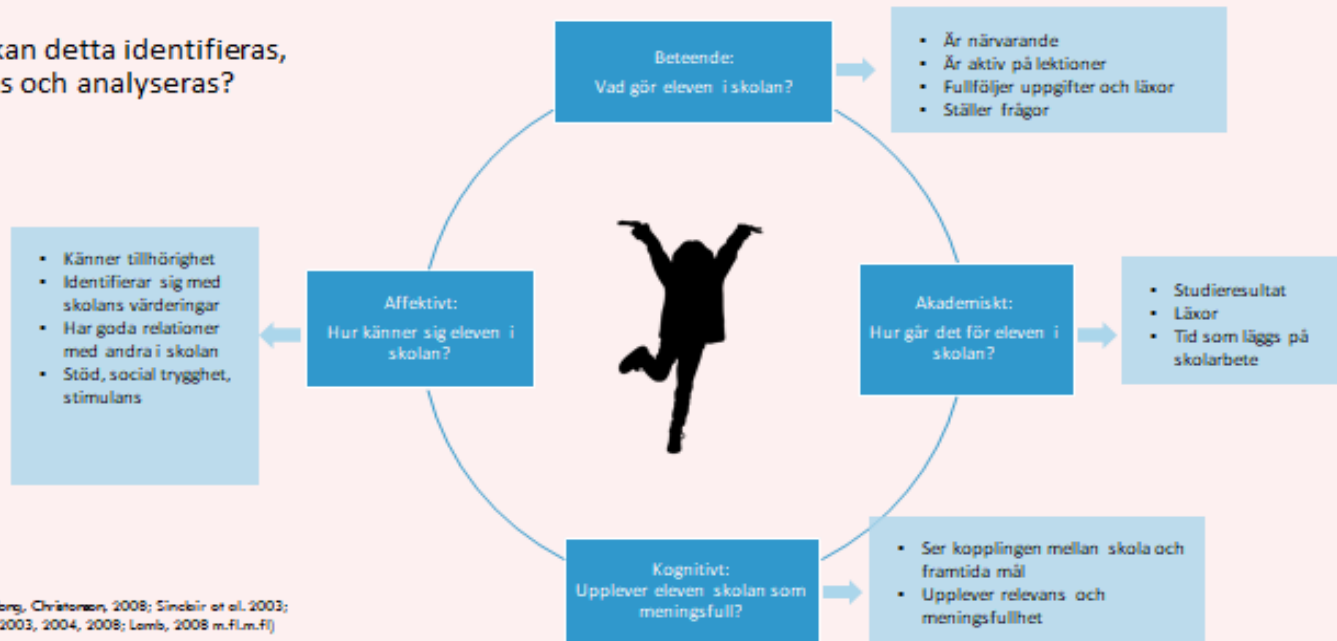 kan detta identifieras,
s och analyseras?
Beteende:
Vad gör eleven i skolan?
▪ Är närvarande
▪ Är aktiv på lektioner
▪ Fullföljer uppgifter och läxor
▪ Ställer frågor
▪ Känner tillhörighet
▪ Identifierar sig med
skolans värderingar
▪ Har goda relationer
med andra i skolan
▪ Stöd, social trygghet,
stimulans
Affektivt:
Hur känner sig eleven i
skolan?
Akademiskt:
Hur går det för eleven i
skolan?
▪ Studieresultat
▪ Läxor
▪ Tid som läggs på
skolarbete
Kognitivt:
Upplever eleven skolan som
meningsfull?
▪ Ser kopplingen mellan skola och
framtida mål
▪ Upplever relevans och
meningsfullhet
Christenson, 2008; Sinclair et al. 2003;
2003, 2004, 2008; Lamb, 2008 m.fl.m.fl)